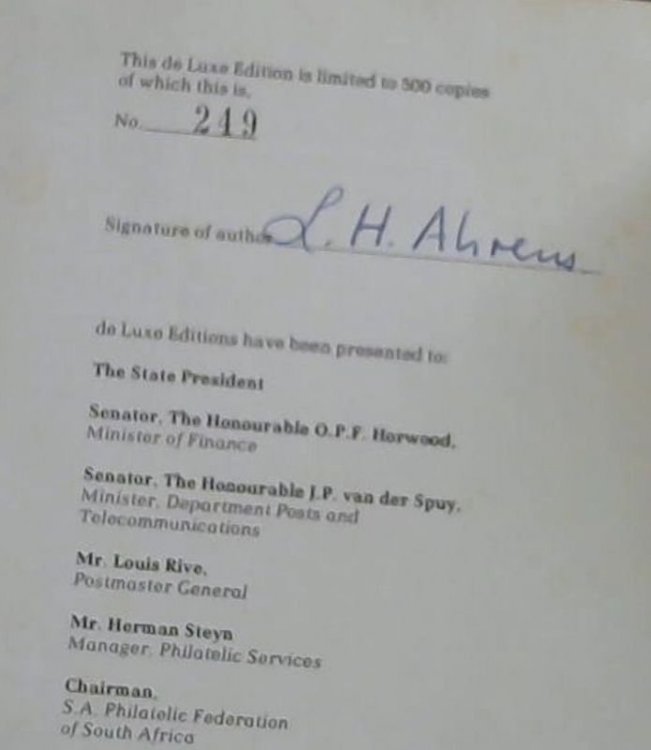 This de Luxe Edition is limited to 500 copies
of which this is,
No. 249
Signature of author L. H. Ahrens
de Luxe Editions have been presented to:
The State President
Senator, The Honourable O.P.F. Horwood,
Minister of Finance
Senator, The Honourable J.P. van der Spuy,
Minister, Department Posts and
Telecommunications
Mr. Louis Rive,
Postmaster General
Mr. Herman Steyn
Manager, Philatelic Services
Chairman,
S.A. Philatelic Federation
of South Africa